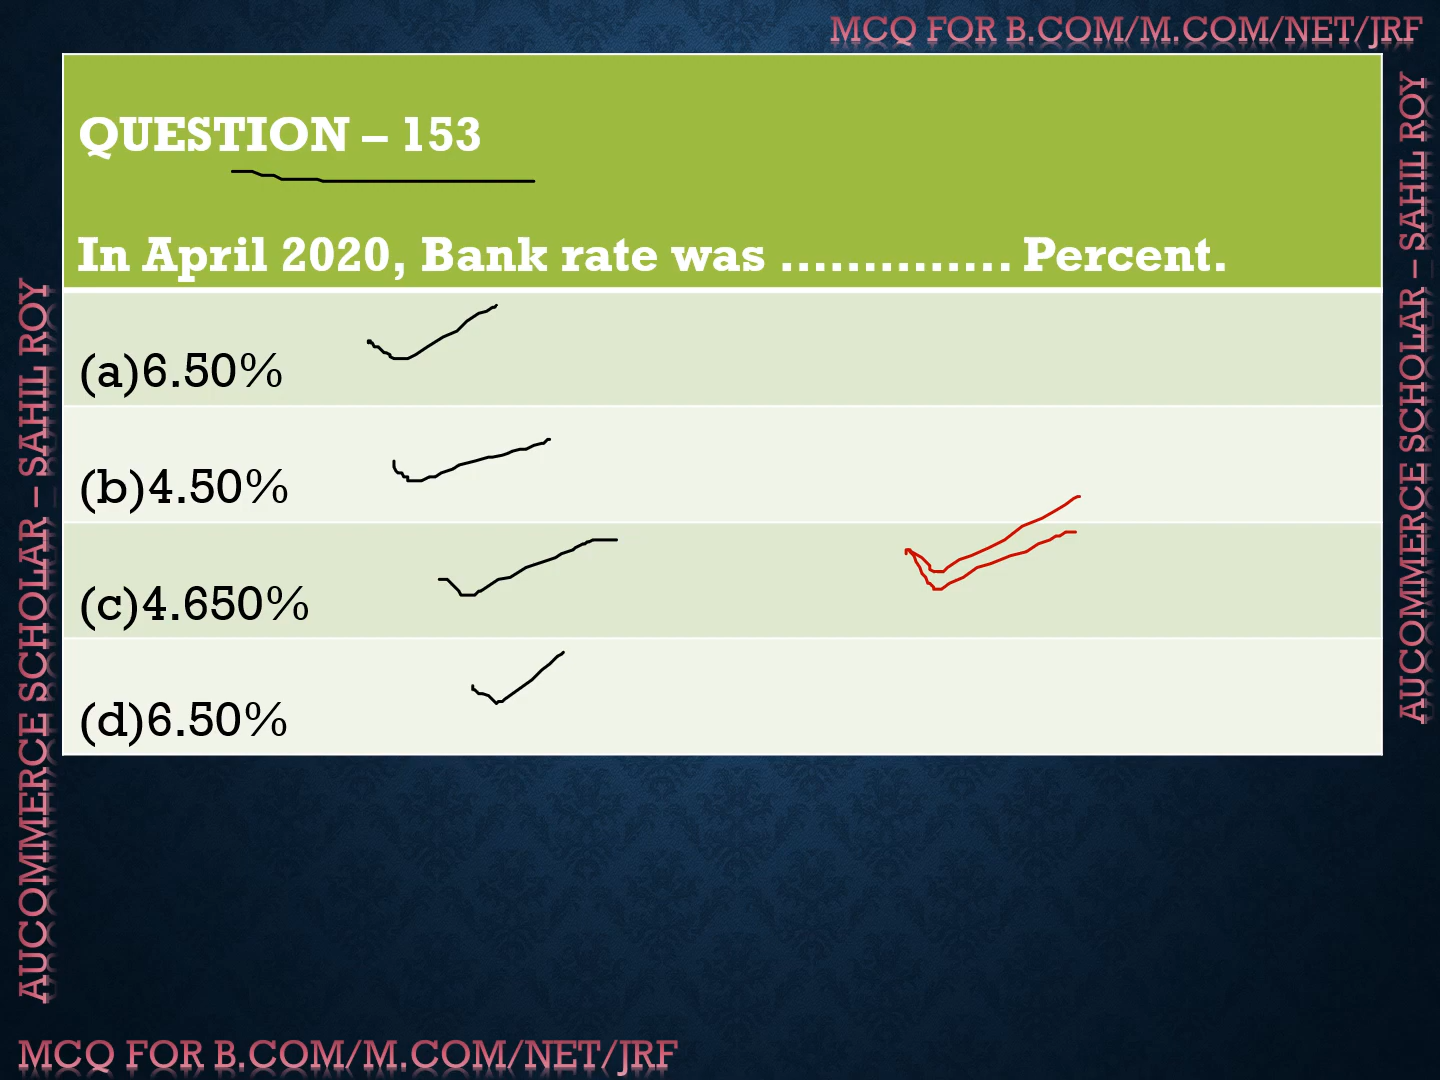 MCQ FOR B.COM/M.COM/NET/JRF
QUESTION – 153
In April 2020, Bank rate was .............. Percent.
(a)6.50%
(b)4.50%
(c)4.650%
(d)6.50%
AUCOMMERCE SCHOLAR – SAHIL ROY
AUCOMMERCE SCHOLAR – SAHIL ROY
MCQ FOR B.COM/M.COM/NET/JRF